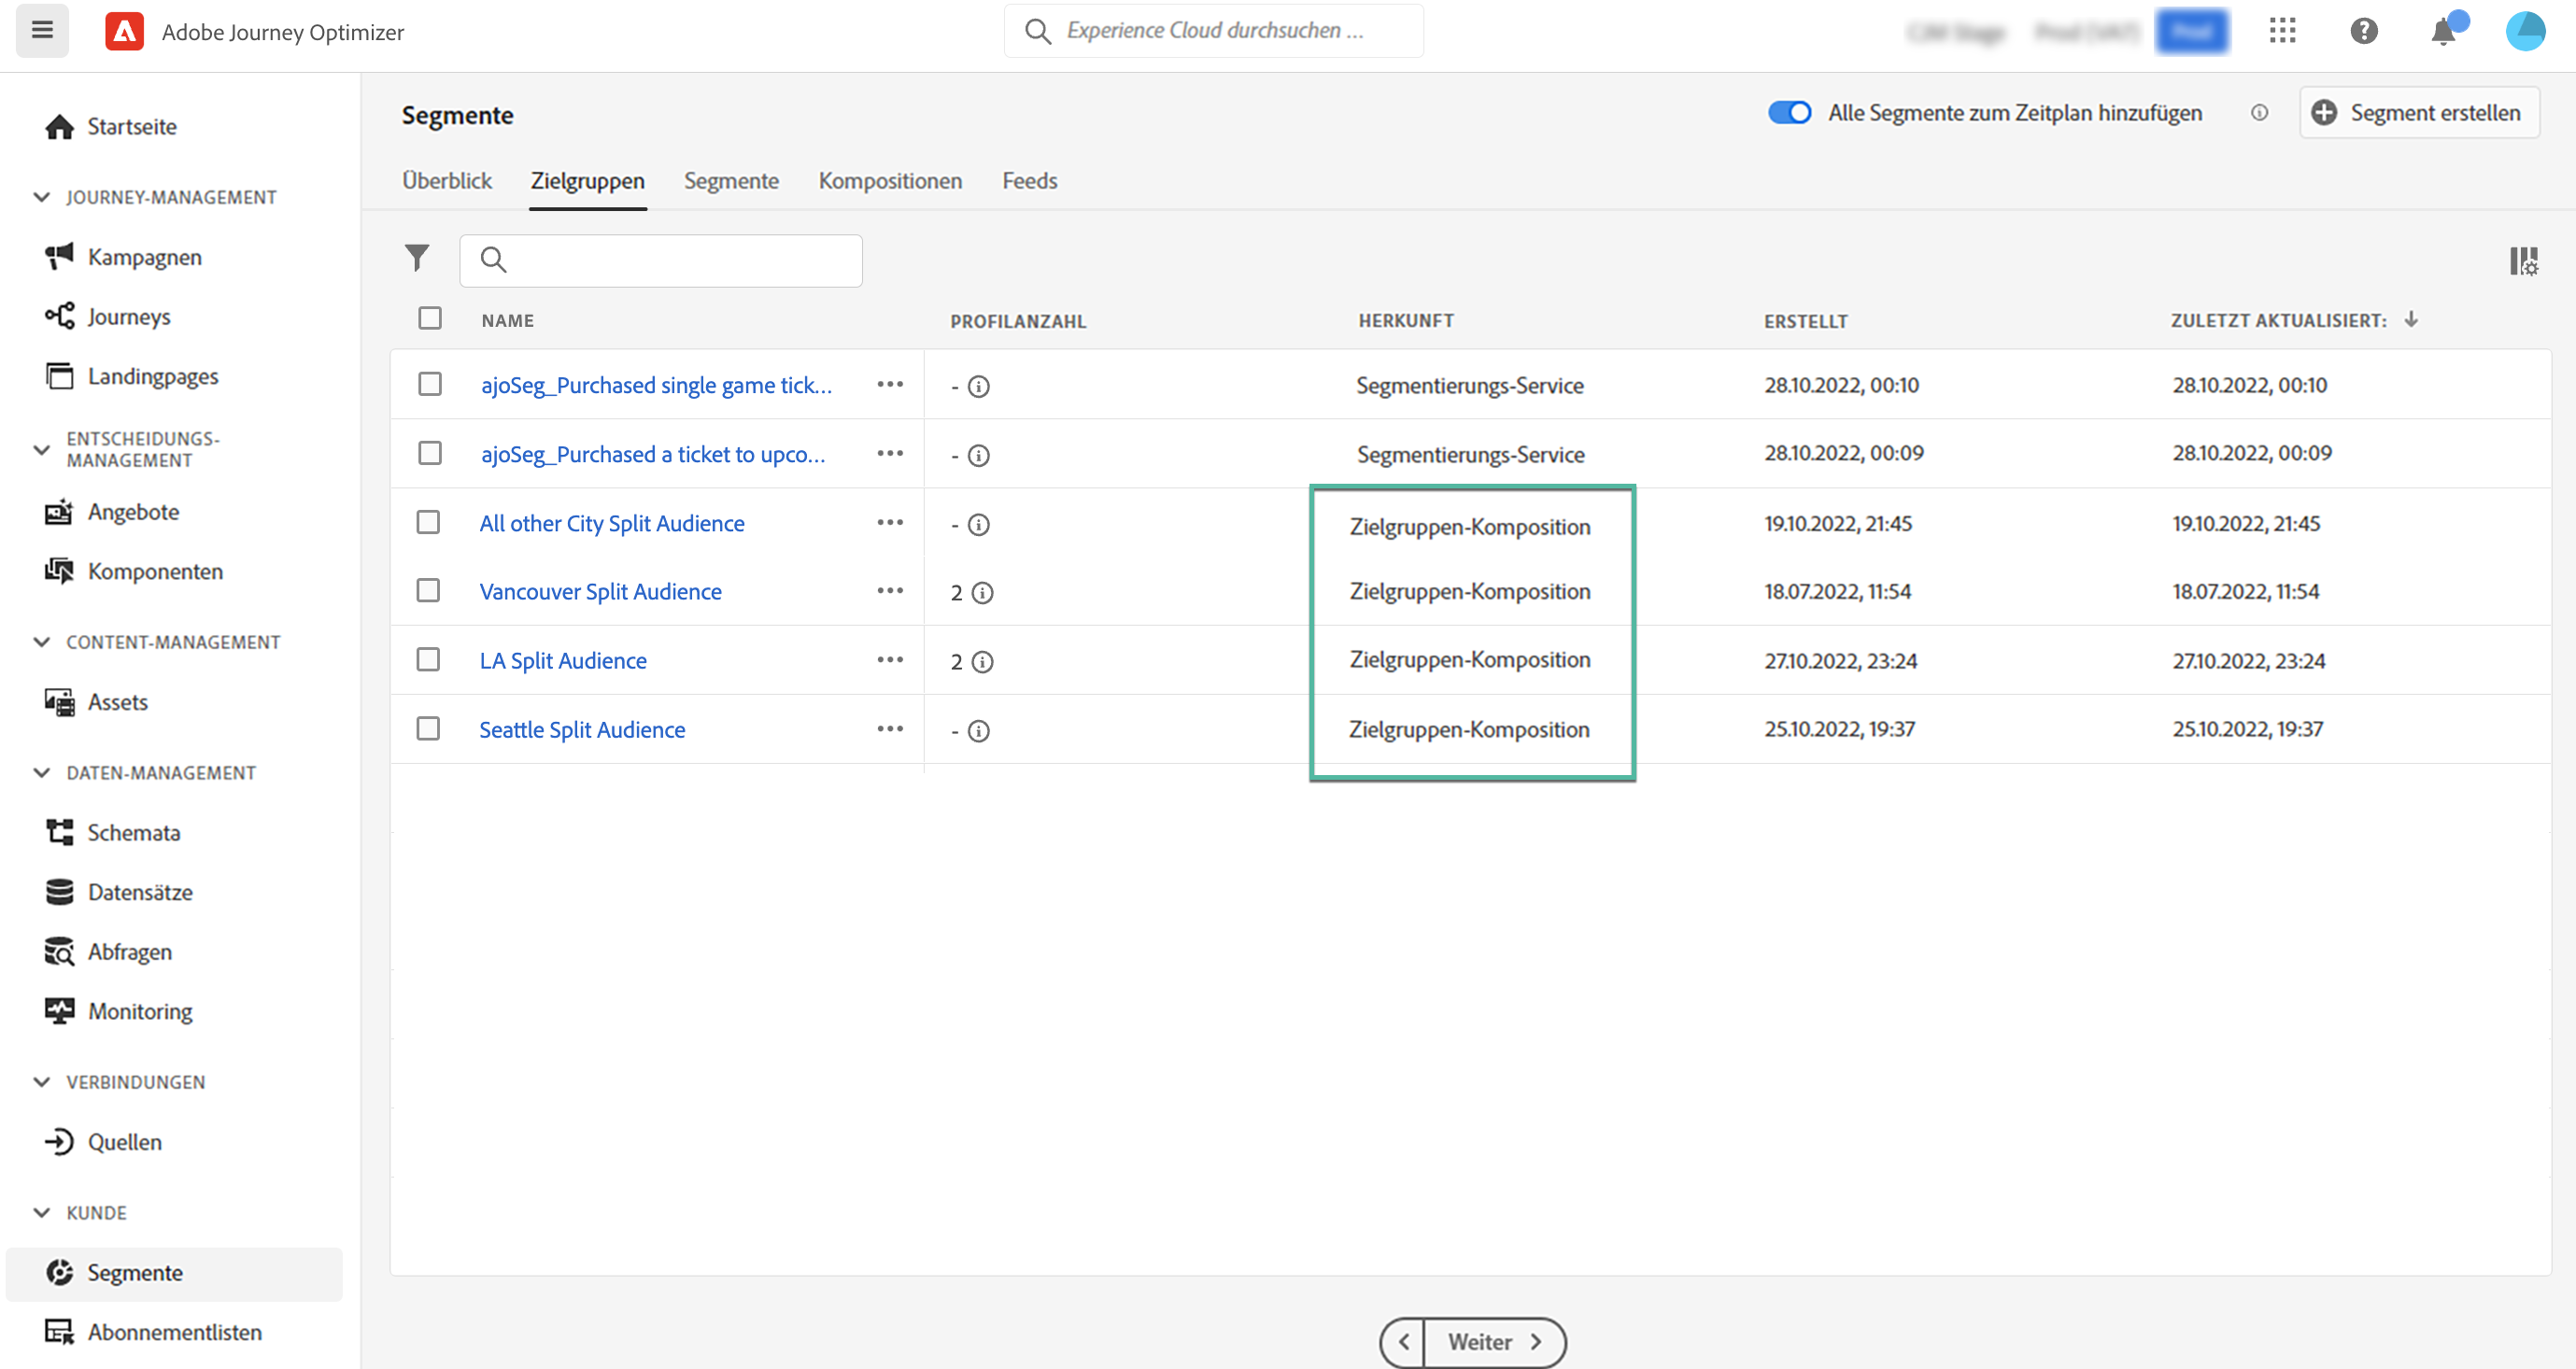 Adobe Journey Optimizer
Experience Cloud durchsuchen ...
Startseite
JOURNEY-MANAGEMENT
Kampagnen
Journeys
Landingpages
ENTSCHEIDUNGS-
MANAGEMENT
Angebote
Komponenten
CONTENT-MANAGEMENT
Assets
DATEN-MANAGEMENT
Schemata
Datensätze
Abfragen
Monitoring
VERBINDUNGEN
Quellen
KUNDE
Segmente
Abonnementlisten
Segmente
Alle Segmente zum Zeitplan hinzufügen
Segment erstellen
Überblick Zielgruppen Segmente Kompositionen Feeds
NAME PROFILANZAHL HERKUNFT ERSTELLT ZULETZT AKTUALISIERT:
ajoSeg_Purchased single game tick... - Segmentierungs-Service 28.10.2022, 00:10 28.10.2022, 00:10
ajoSeg_Purchased a ticket to upco... - Segmentierungs-Service 28.10.2022, 00:09 28.10.2022, 00:09
All other City Split Audience - Zielgruppen-Komposition 19.10.2022, 21:45 19.10.2022, 21:45
Vancouver Split Audience 2 Zielgruppen-Komposition 18.07.2022, 11:54 18.07.2022, 11:54
LA Split Audience 2 Zielgruppen-Komposition 27.10.2022, 23:24 27.10.2022, 23:24
Seattle Split Audience - Zielgruppen-Komposition 25.10.2022, 19:37 25.10.2022, 19:37
Weiter